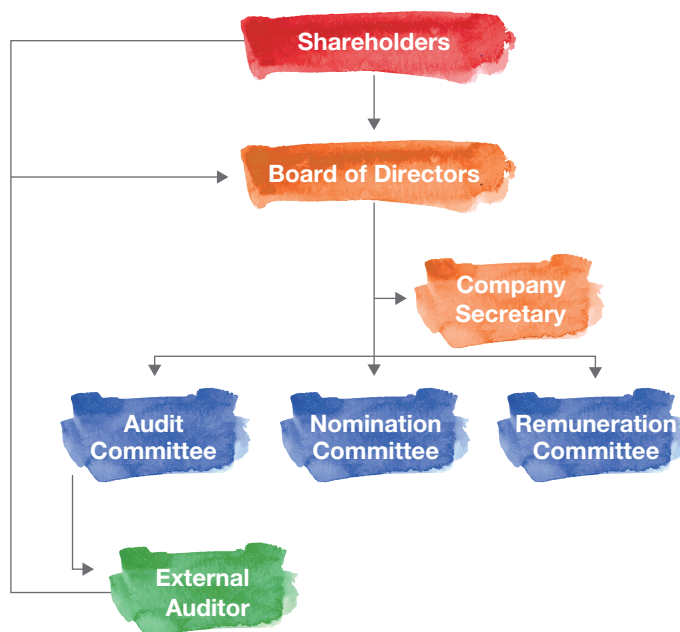 Shareholders
Board of Directors
Company
Secretary
Audit
Committee
Nomination
Committee
Remuneration
Committee
External
Auditor